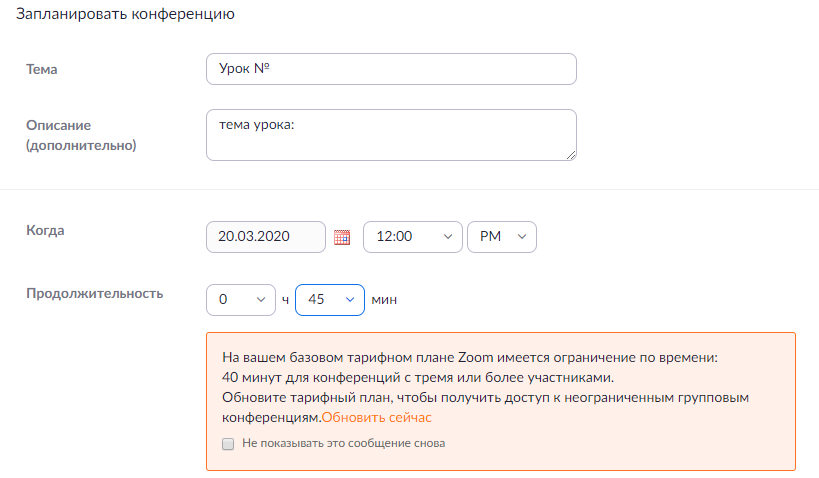 Запланировать конференцию
Тема
Урок №
Описание
(дополнительно)
тема урока:
Когда
20.03.2020
12:00
PM
Продолжительность
0
ч
45
мин
На вашем базовом тарифном плане Zoom имеется ограничение по времени:
40 минут для конференций с тремя или более участниками.
Обновите тарифный план, чтобы получить доступ к неограниченным групповым
конференциям.Обновить сейчас
Не показывать это сообщение снова